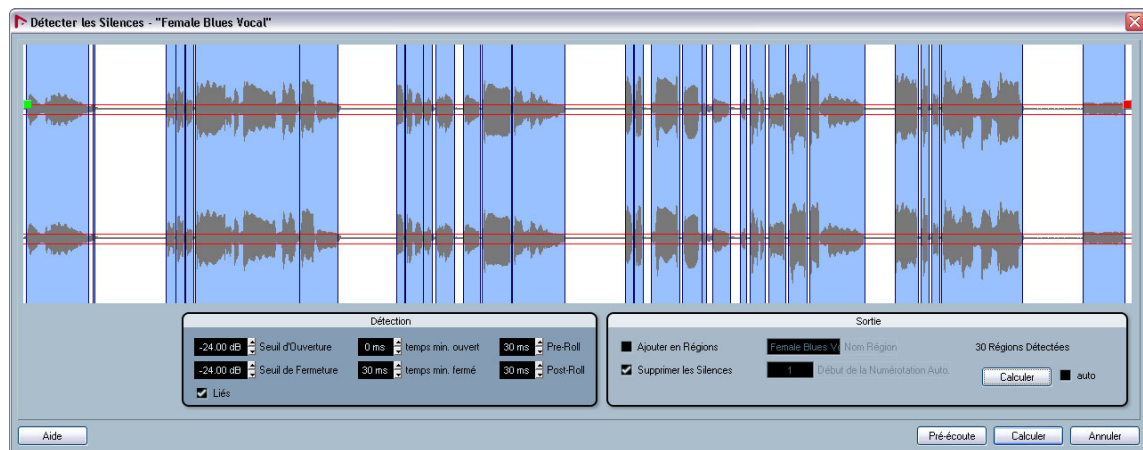 Détecter les Silences - "Female Blues Vocal"
Détection
-24.00 dB Seuil d'Ouverture 0 ms temps min. ouvert 30 ms Pre-Roll
-24.00 dB Seuil de Fermeture 30 ms temps min. fermé 30 ms Post-Roll
Liés
Sortie
Ajouter en Régions Female Blues Vo Nom Région 30 Régions Détectées
Supprimer les Silences 1 Début de la Numérotation Auto. Calculer auto
Aide Pré-écoute Calculer Annuler